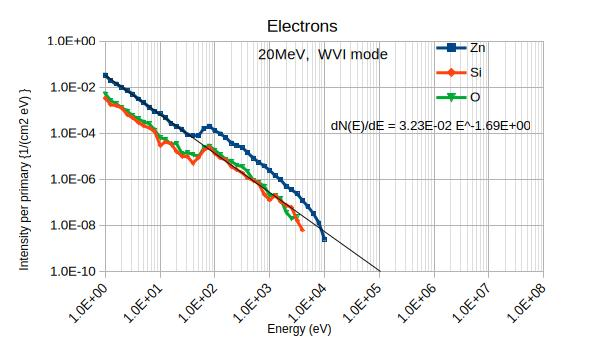 Electrons
20MeV, WVI mode
Zn
Si
O
dN(E)/dE = 3.23E-02 E^-1.69E+00
Intensity per primary {1/(cm2 eV) }
1.0E+00
1.0E-02
1.0E-04
1.0E-06
1.0E-08
1.0E-10
1.0E+00
1.0E+01
1.0E+02
1.0E+03
1.0E+04
1.0E+05
1.0E+06
1.0E+07
1.0E+08
Energy (eV)